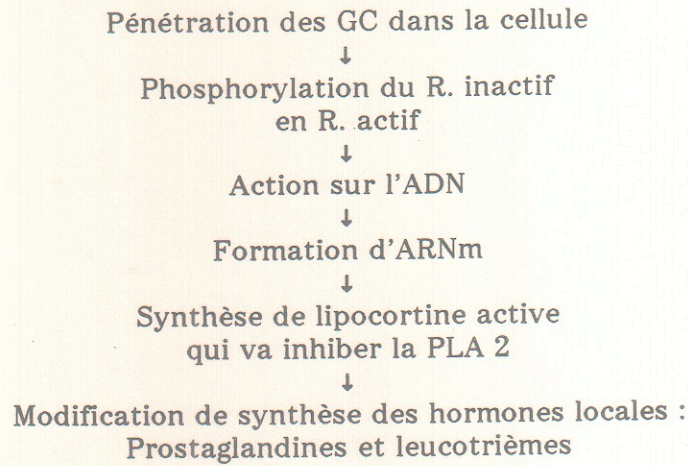 Pénétration des GC dans la cellule
↓
Phosphorylation du R. inactif
en R. actif
↓
Action sur l'ADN
↓
Formation d'ARNm
↓
Synthèse de lipocortine active
qui va inhiber la PLA 2
↓
Modification de synthèse des hormones locales :
Prostaglandines et leucotrièmes